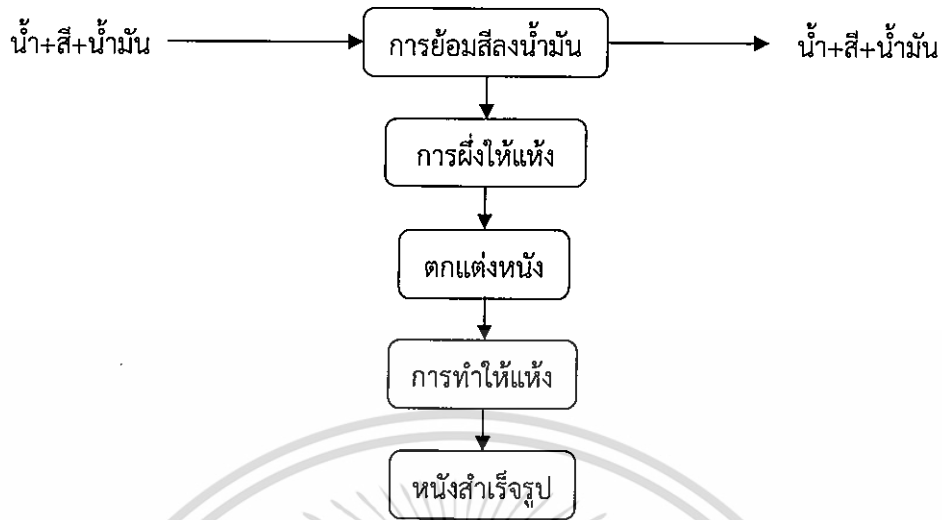 น้ำ+สี+น้ำมัน
การย้อมสีลงน้ำมัน
น้ำ+สี+น้ำมัน
การผึ่งให้แห้ง
ตกแต่งหนัง
การทำให้แห้ง
หนังสำเร็จรูป